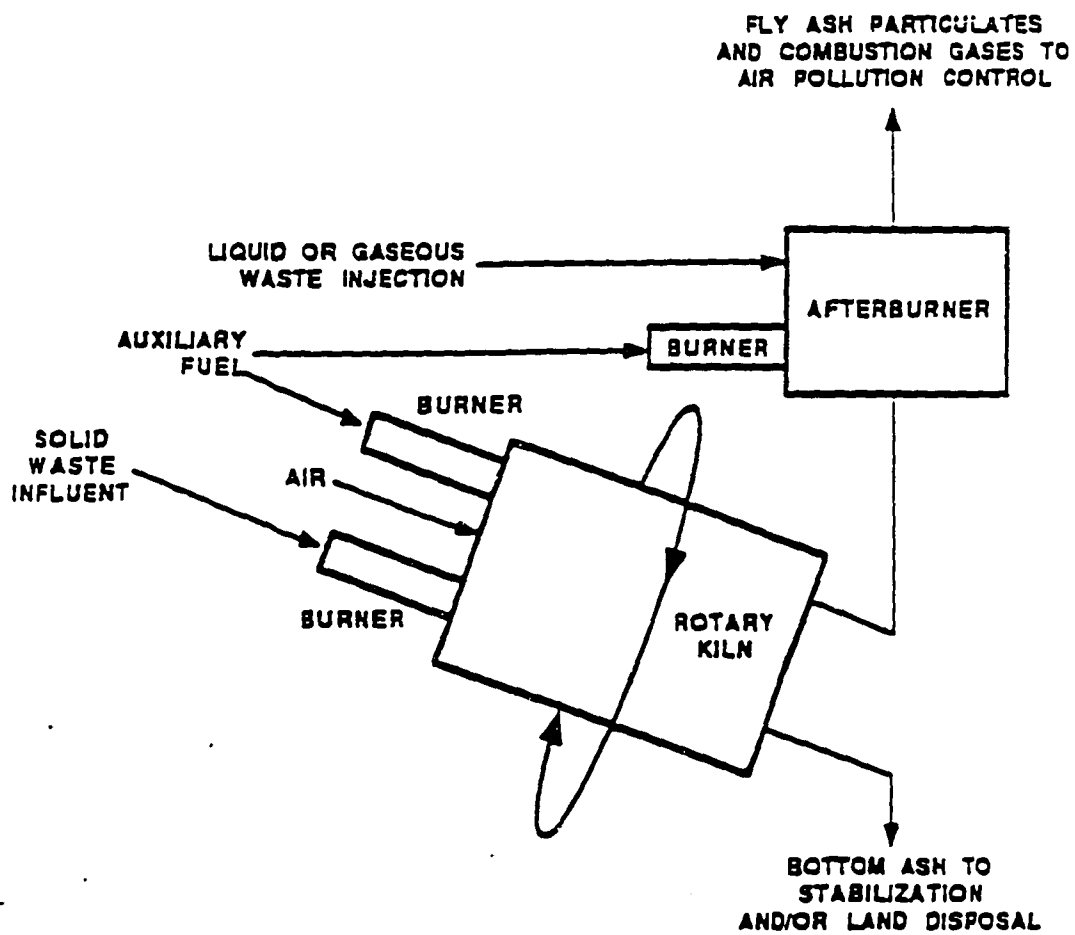 FLY ASH PARTICULATES
AND COMBUSTION GASES TO
AIR POLLUTION CONTROL
LIQUID OR GASEOUS
WASTE INJECTION
AFTERBURNER
BURNER
AUXILIARY
FUEL
BURNER
SOLID
WASTE
INFLUENT
AIR
BURNER
ROTARY
KILN
BOTTOM ASH TO
STABILIZATION
AND/OR LAND DISPOSAL